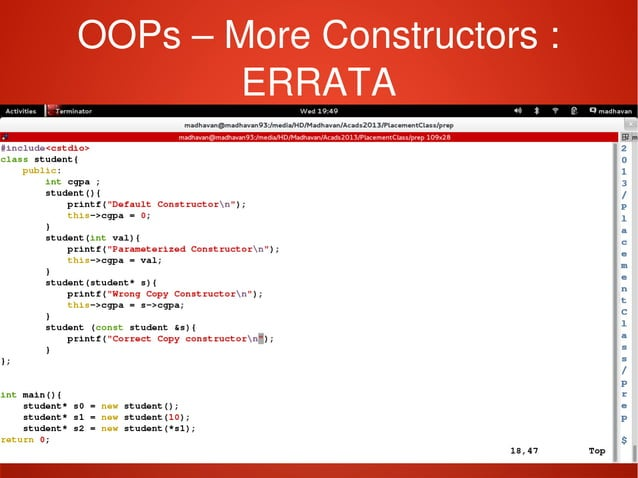 OOPs – More Constructors :
ERRATA
Activities Terminator Wed 19:49 madhavan
madhavan@madhavan93:/media/HD/Madhavan/Acads2013/PlacementClass/prep
madhavan@madhavan93:/media/HD/Madhavan/Acads2013/PlacementClass/prep 109x28
#include<cstdio>
class student{
    public:
        int cgpa ;
        student(){
            printf("Default Constructor\n");
            this->cgpa = 0;
        }
        student(int val){
            printf("Parameterized Constructor\n");
            this->cgpa = val;
        }
        student(student* s){
            printf("Wrong Copy Constructor\n");
            this->cgpa = s->cgpa;
        }
        student (const student &s){
            printf("Correct Copy constructor\n");
        }
};
int main(){
    student* s0 = new student();
    student* s1 = new student(10);
    student* s2 = new student(*s1);
return 0;
18,47 Top
m
2
0
1
3
/
P
l
a
c
e
m
e
n
t
C
l
a
s
s
/
p
r
e
p
$